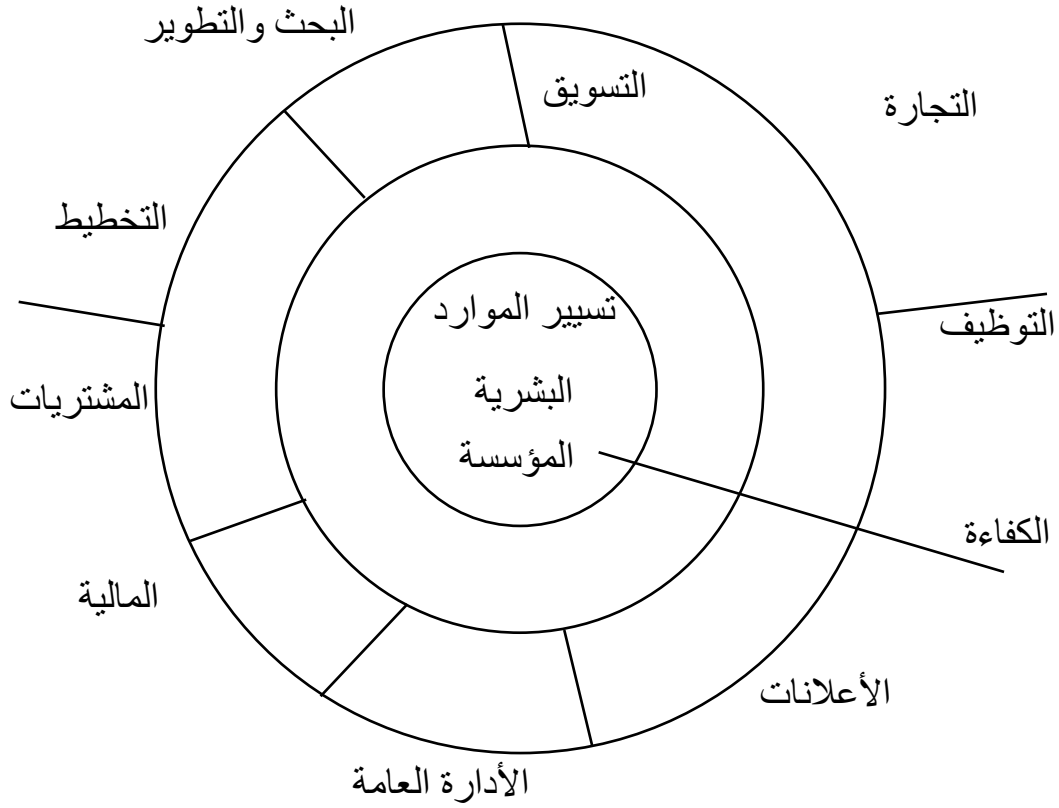 البحث والتطوير
التسويق
التجارة
التخطيط
تسيير الموارد
التوظيف
البشرية
المشتريات
المؤسسة
الكفاءة
المالية
الأعلانات
الأدارة العامة